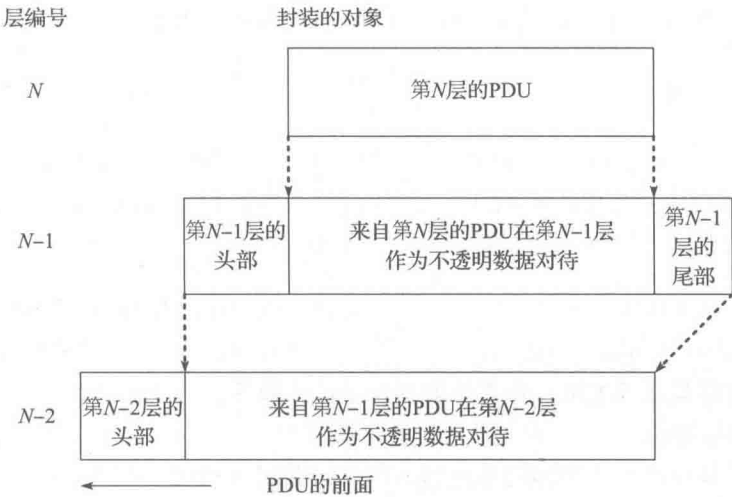 层编号 封装的对象
N 第N层的PDU
N–1 第N–1层的
头部
来自第N层的PDU在第N–1层
作为不透明数据对待
第N–1
层的
尾部
N–2 第N–2层的
头部
来自第N–1层的PDU在第N–2层
作为不透明数据对待
PDU的前面